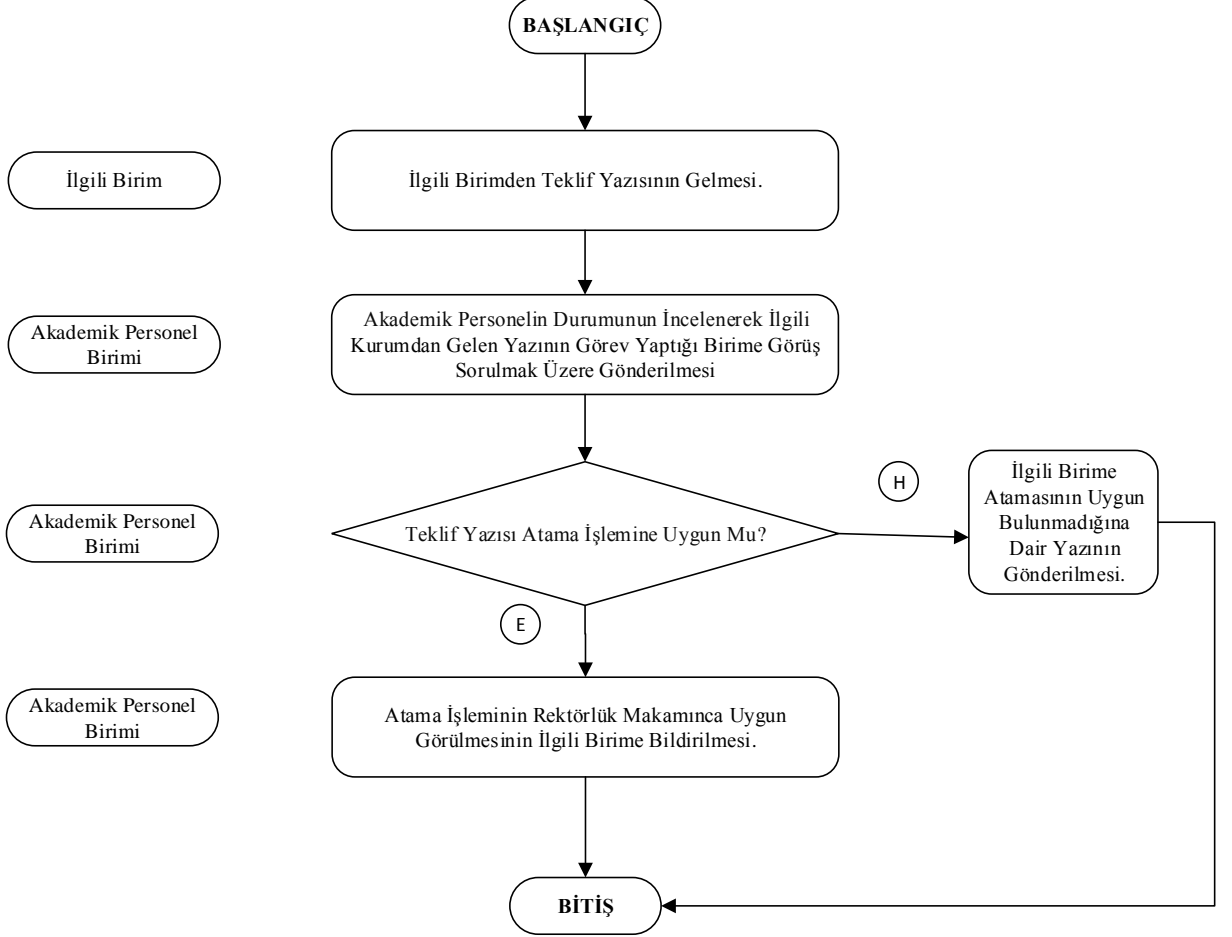 BAŞLANGIÇ
İlgili Birim
İlgili Birimden Teklif Yazısının Gelmesi.
Akademik Personel
Birimi
Akademik Personelin Durumunun İncelenerek İlgili
Kurumdan Gelen Yazının Görev Yaptığı Birime Görüş
Sorulmak Üzere Gönderilmesi
Akademik Personel
Birimi
Teklif Yazısı Atama İşlemine Uygun Mu?
H
İlgili Birime
Atamasının Uygun
Bulunmadığına
Dair Yazının
Gönderilmesi.
E
Akademik Personel
Birimi
Atama İşleminin Rektörlük Makamınca Uygun
Görülmesinin İlgili Birime Bildirilmesi.
BİTİŞ